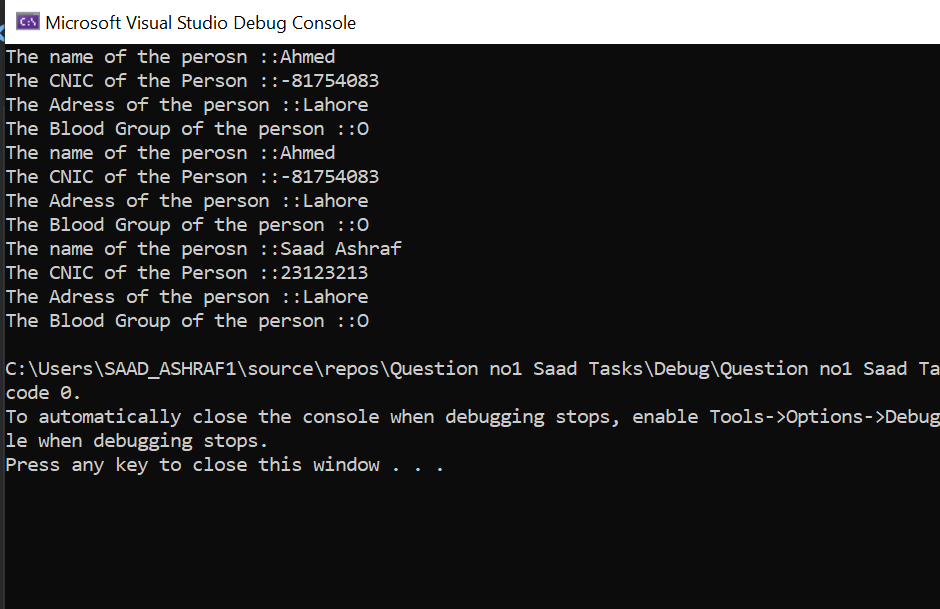 Microsoft Visual Studio Debug Console
The name of the perosn ::Ahmed
The CNIC of the Person ::-81754083
The Adress of the person ::Lahore
The Blood Group of the person ::O
The name of the perosn ::Ahmed
The CNIC of the Person ::-81754083
The Adress of the person ::Lahore
The Blood Group of the person ::O
The name of the perosn ::Saad Ashraf
The CNIC of the Person ::23123213
The Adress of the person ::Lahore
The Blood Group of the person ::O
C:\Users\SAAD_ASHRAF1\source\repos\Question no1 Saad Tasks\Debug\Question no1 Saad Ta
code 0.
To automatically close the console when debugging stops, enable Tools->Options->Debug
le when debugging stops.
Press any key to close this window . . .